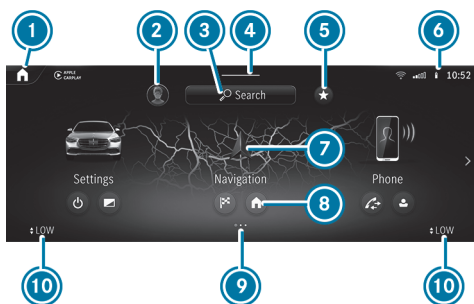 1
2
3
4
5
6
APPLE
CARPLAY
10:52
Search
7
Settings
Navigation
Phone
8
LOW
LOW
10
9
10